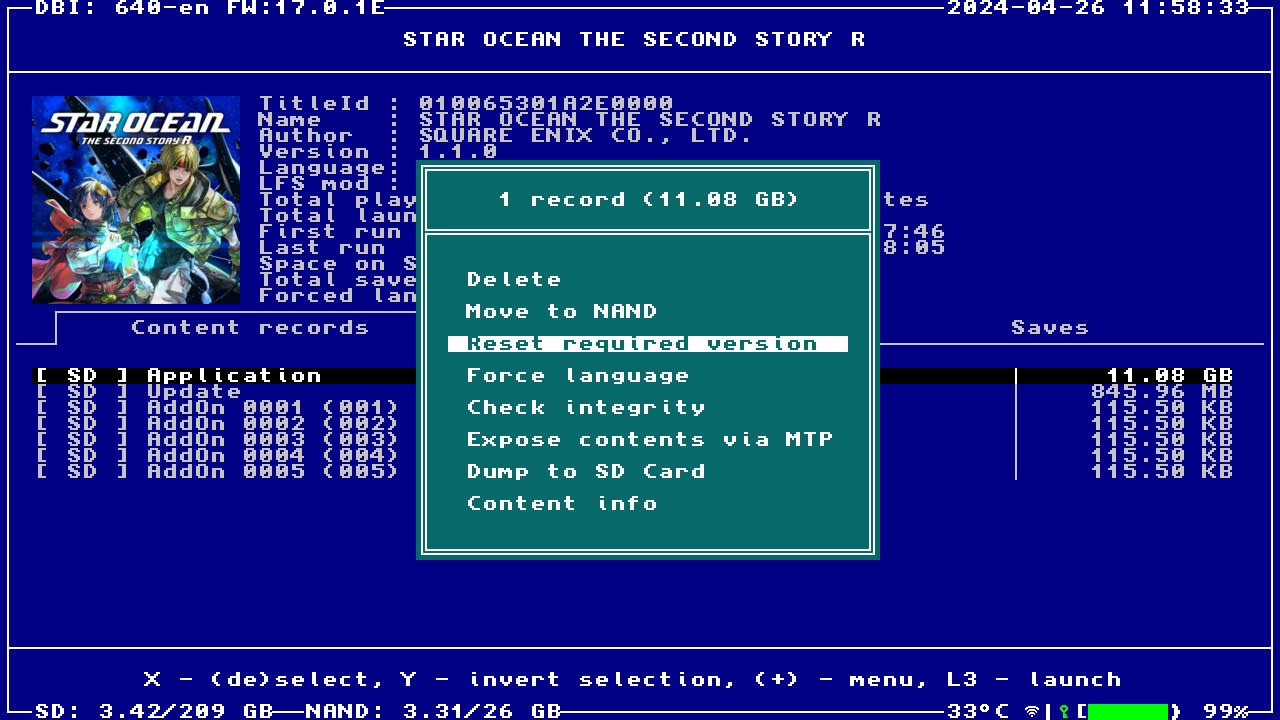 DBI: 640-en FW:17.0.1E 2024-04-26 11:58:33
STAR OCEAN THE SECOND STORY R
STAR OCEAN
THE SECOND STORY R
TitleId : 010065301A2E0000
Name : STAR OCEAN THE SECOND STORY R
Author : SQUARE ENIX CO., LTD.
Version : 1.1.0
Language:
LFS mod :
Total play tes
Total laun
First run 7:46
Last run 8:05
Space on S
Total save
Forced lan
1 record (11.08 GB)
Delete
Move to NAND
Reset required version
Force language
Check integrity
Expose contents via MTP
Dump to SD Card
Content info
Content records Saves
[ SD ] Application 11.08 GB
[ SD ] Update 845.96 MB
[ SD ] AddOn 0001 (001) 115.50 KB
[ SD ] AddOn 0002 (002) 115.50 KB
[ SD ] AddOn 0003 (003) 115.50 KB
[ SD ] AddOn 0004 (004) 115.50 KB
[ SD ] AddOn 0005 (005) 115.50 KB
X - (de)select, Y - invert selection, (+) - menu, L3 - launch
SD: 3.42/209 GB NAND: 3.31/26 GB 33°C 99%